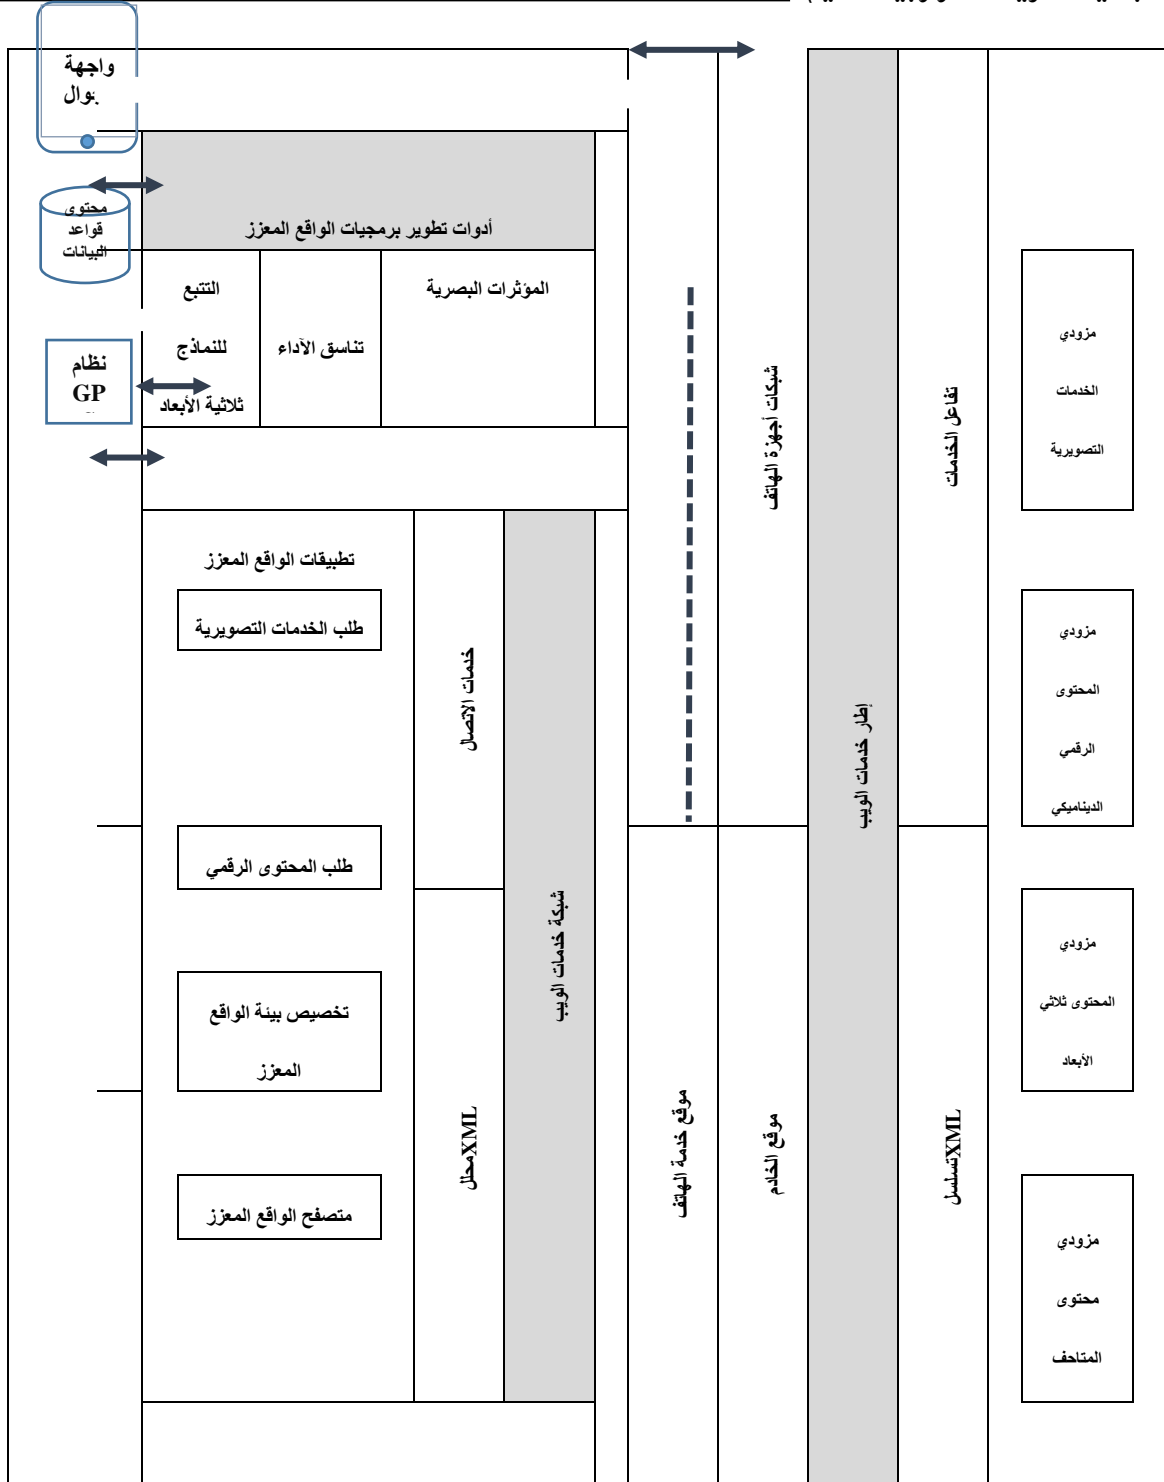 واجهة
محتوى
قواعد
البيانات
نظام
GP
أدوات تطوير برمجيات الواقع المعزز
المؤثرات البصرية
تناسق الآداء
التتبع
للنماذج
ثلاثية الأبعاد
تطبيقات الواقع المعزز
طلب الخدمات التصويرية
طلب المحتوى الرقمي
تخصيص بيئة الواقع
المعزز
متصفح الواقع المعزز
خدمات الاتصال
محللXML
شبكة خدمات الويب
موقع خدمة الهاتف
شبكات أجهزة الهاتف
موقع الخادم
إطار خدمات الويب
تفاعل الخدمات
تسلسلXML
مزودي
الخدمات
التصويرية
مزودي
المحتوى
الرقمي
الديناميكي
مزودي
المحتوى ثلاثي
الأبعاد
مزودي
محتوى
المتاحف